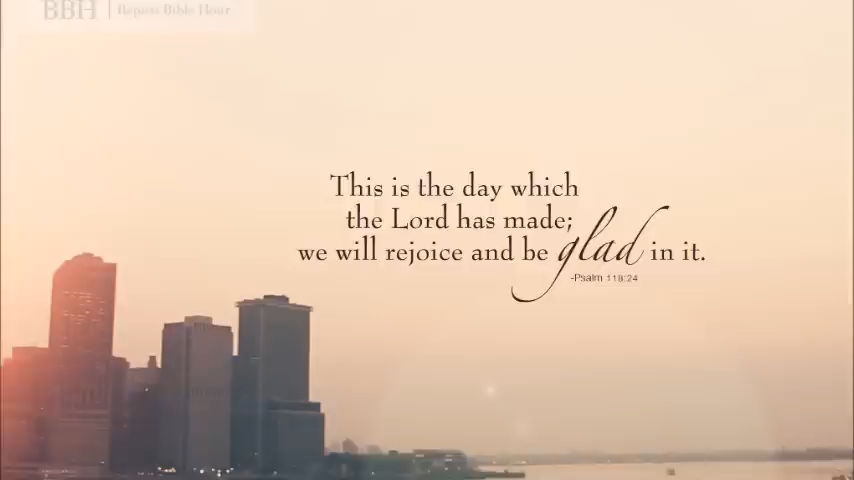 BBH | Baptist Bible Hour
This is the day which
the Lord has made;
we will rejoice and be glad in it.
-Psalm 118:24